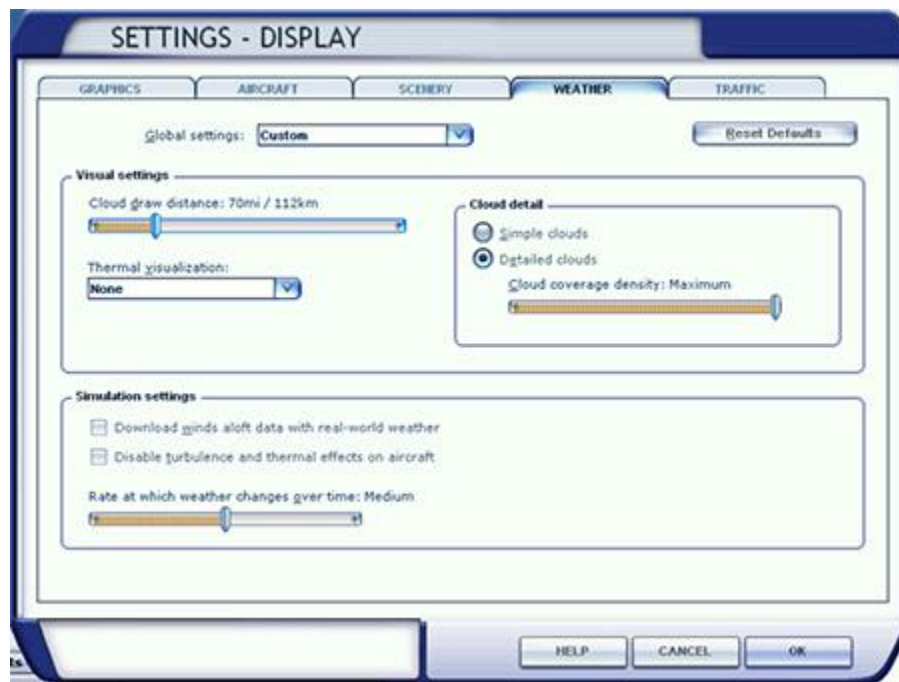 SETTINGS - DISPLAY
GRAPHICS AIRCRAFT SCENERY WEATHER TRAFFIC
Global settings: Custom Reset Defaults
Visual settings
Cloud draw distance: 70mi / 112km
Cloud detail
Simple clouds
Detailed clouds
Thermal visualization:
None
Cloud coverage density: Maximum
Simulation settings
Download winds aloft data with real-world weather
Disable turbulence and thermal effects on aircraft
Rate at which weather changes over time: Medium
HELP CANCEL OK